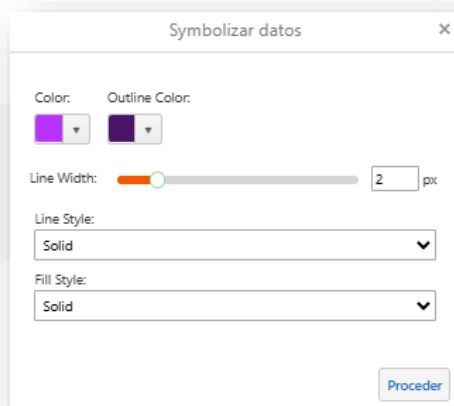 Symbolizar datos ×
Color: Outline Color:
Line Width: 2 px
Line Style:
Solid
Fill Style:
Solid
Proceder